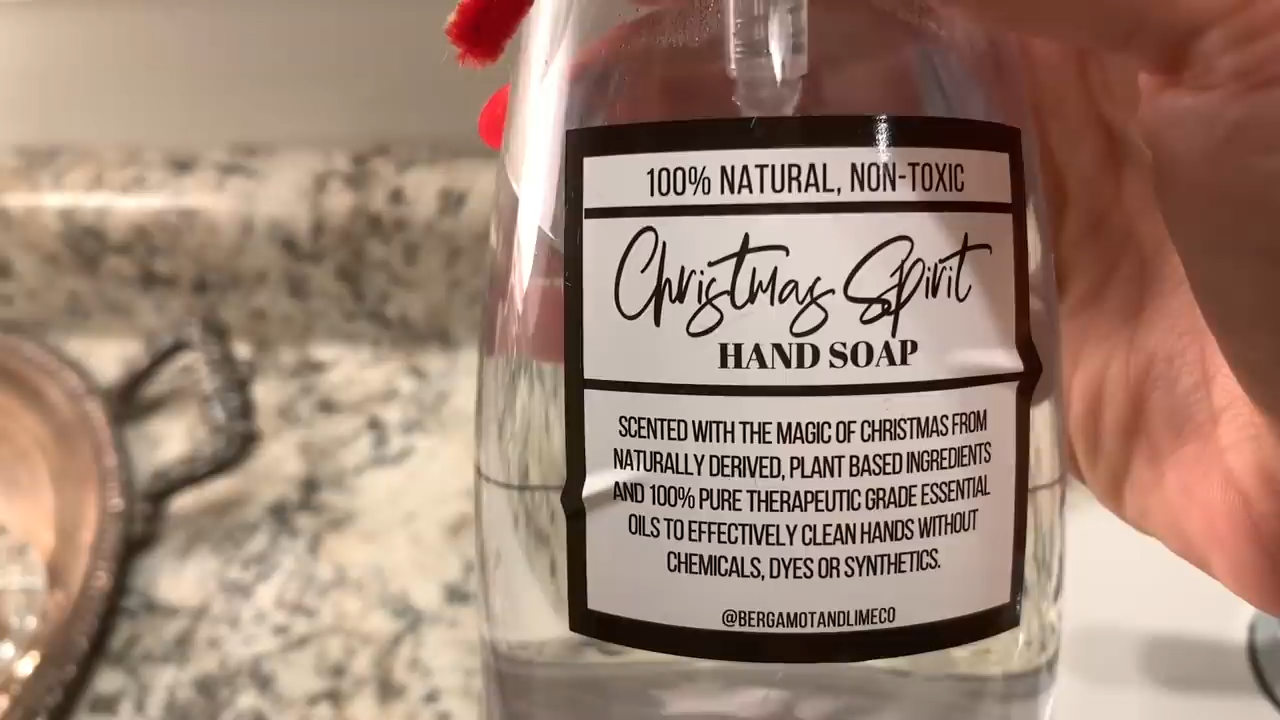 100% NATURAL, NON-TOXIC
Christmas Spirit
HAND SOAP
SCENTED WITH THE MAGIC OF CHRISTMAS FROM
NATURALLY DERIVED, PLANT BASED INGREDIENTS
AND 100% PURE THERAPEUTIC GRADE ESSENTIAL
OILS TO EFFECTIVELY CLEAN HANDS WITHOUT
CHEMICALS, DYES OR SYNTHETICS.
@BERGAMOTANDLIMECO